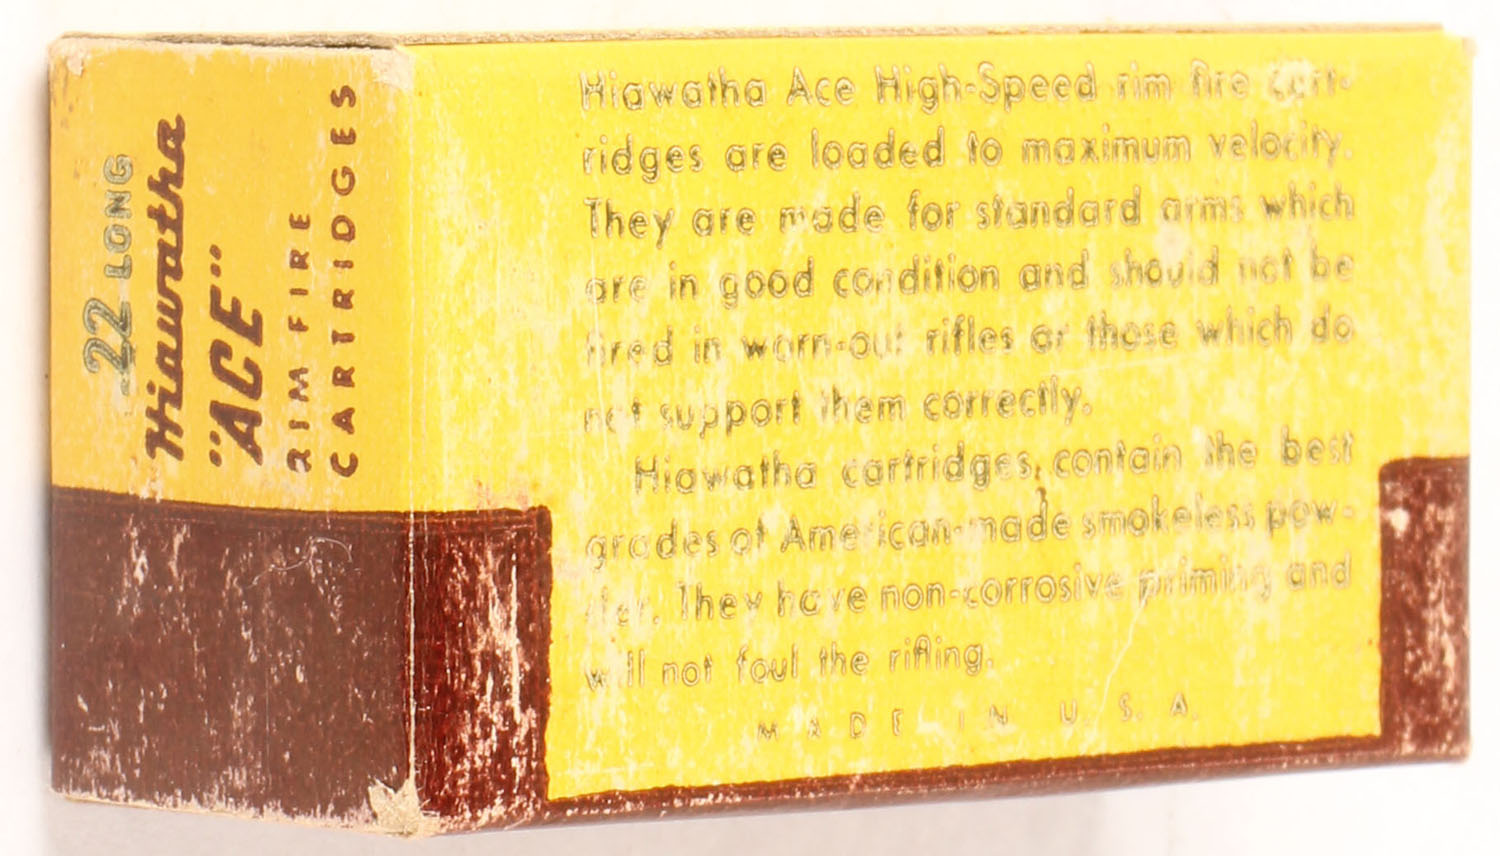 .22 LONG
Hiawatha
"ACE"
RIM FIRE
CARTRIDGES
Hiawatha Ace High-Speed rim fire cart-
ridges are loaded to maximum velocity.
They are made for standard arms which
are in good condition and should not be
fired in worn-out rifles or those which do
not support them correctly.
Hiawatha cartridges, contain the best
grades of American-made smokeless pow-
der. They have non-corrosive priming and
will not foul the rifling.
MADE IN U. S. A.